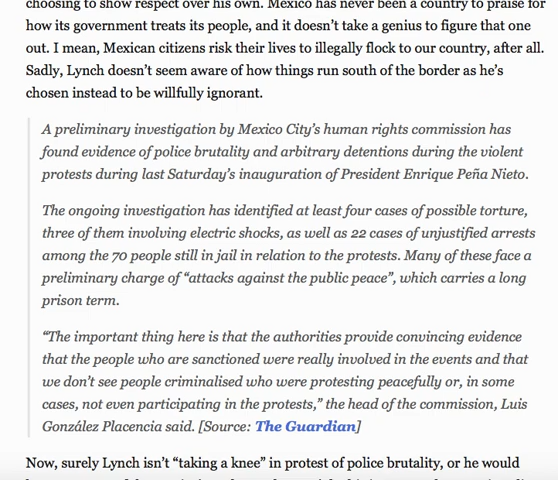 choosing to show respect over his own. Mexico has never been a country to praise for
how its government treats its people, and it doesn't take a genius to figure that one
out. I mean, Mexican citizens risk their lives to illegally flock to our country, after all.
Sadly, Lynch doesn't seem aware of how things run south of the border as he's
chosen instead to be willfully ignorant.
A preliminary investigation by Mexico City's human rights commission has
found evidence of police brutality and arbitrary detentions during the violent
protests during last Saturday's inauguration of President Enrique Peña Nieto.
The ongoing investigation has identified at least four cases of possible torture,
three of them involving electric shocks, as well as 22 cases of unjustified arrests
among the 70 people still in jail in relation to the protests. Many of these face a
preliminary charge of “attacks against the public peace”, which carries a long
prison term.
“The important thing here is that the authorities provide convincing evidence
that the people who are sanctioned were really involved in the events and that
we don't see people criminalised who were protesting peacefully or, in some
cases, not even participating in the protests,” the head of the commission, Luis
González Placencia said. [Source: The Guardian]
Now, surely Lynch isn't “taking a knee” in protest of police brutality, or he would